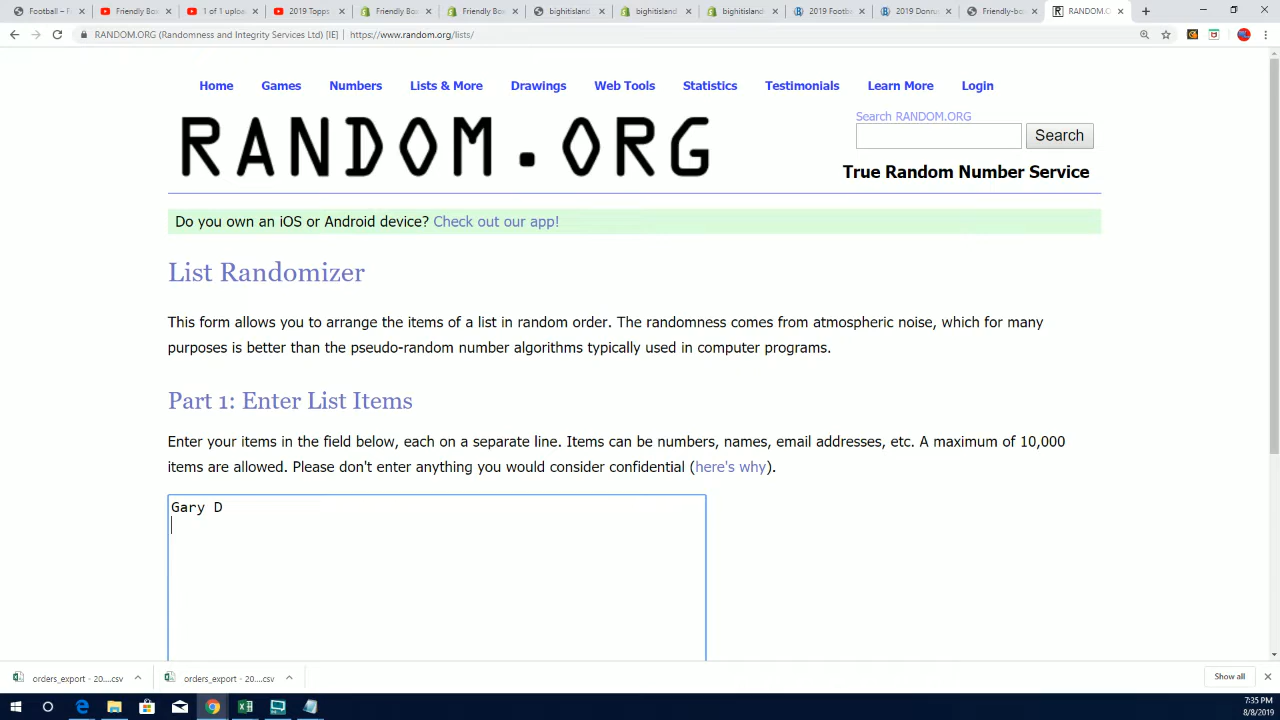 Football - F
Friendly Bo
1 of 1 uploa
2019 Topps
Friendly Bo
Friendly Bo
bighitisland
bighitisland
bighitisland-
2019 Footb
2019 Donru
Friendly-bo
RANDOM.O
RANDOM.ORG (Randomness and Integrity Services Ltd) [IE] | https://www.random.org/lists/
Home Games Numbers Lists & More Drawings Web Tools Statistics Testimonials Learn More Login
RANDOM.ORG
Search RANDOM.ORG
Search
True Random Number Service
Do you own an iOS or Android device? Check out our app!
List Randomizer
This form allows you to arrange the items of a list in random order. The randomness comes from atmospheric noise, which for many
purposes is better than the pseudo-random number algorithms typically used in computer programs.
Part 1: Enter List Items
Enter your items in the field below, each on a separate line. Items can be numbers, names, email addresses, etc. A maximum of 10,000
items are allowed. Please don't enter anything you would consider confidential (here's why).
Gary D
orders_export - 20....csv
orders_export - 20....csv
Show all
7:35 PM
8/8/2019